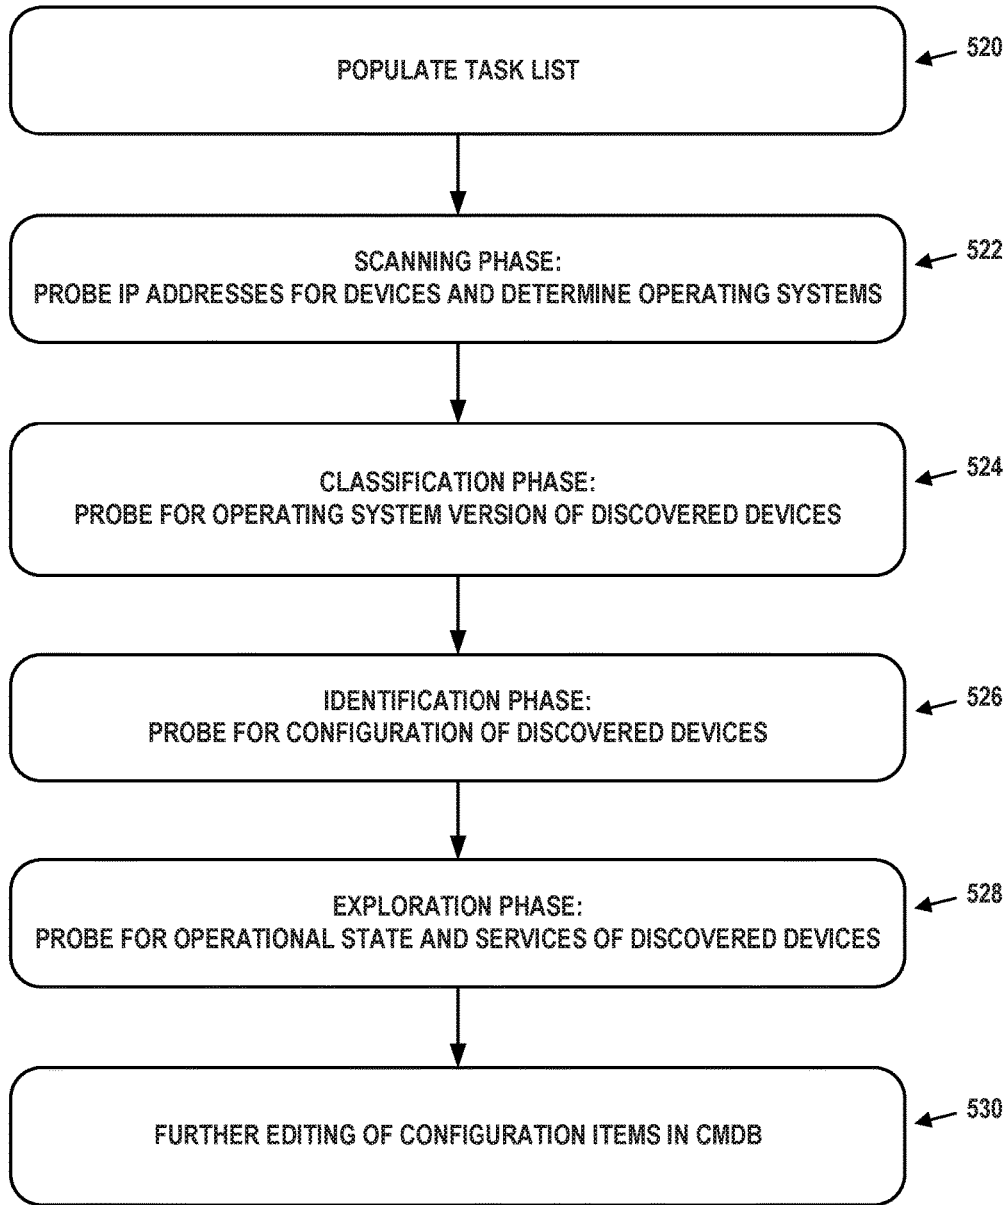 POPULATE TASK LIST
520
SCANNING PHASE:
PROBE IP ADDRESSES FOR DEVICES AND DETERMINE OPERATING SYSTEMS
522
CLASSIFICATION PHASE:
PROBE FOR OPERATING SYSTEM VERSION OF DISCOVERED DEVICES
524
IDENTIFICATION PHASE:
PROBE FOR CONFIGURATION OF DISCOVERED DEVICES
526
EXPLORATION PHASE:
PROBE FOR OPERATIONAL STATE AND SERVICES OF DISCOVERED DEVICES
528
FURTHER EDITING OF CONFIGURATION ITEMS IN CMDB
530